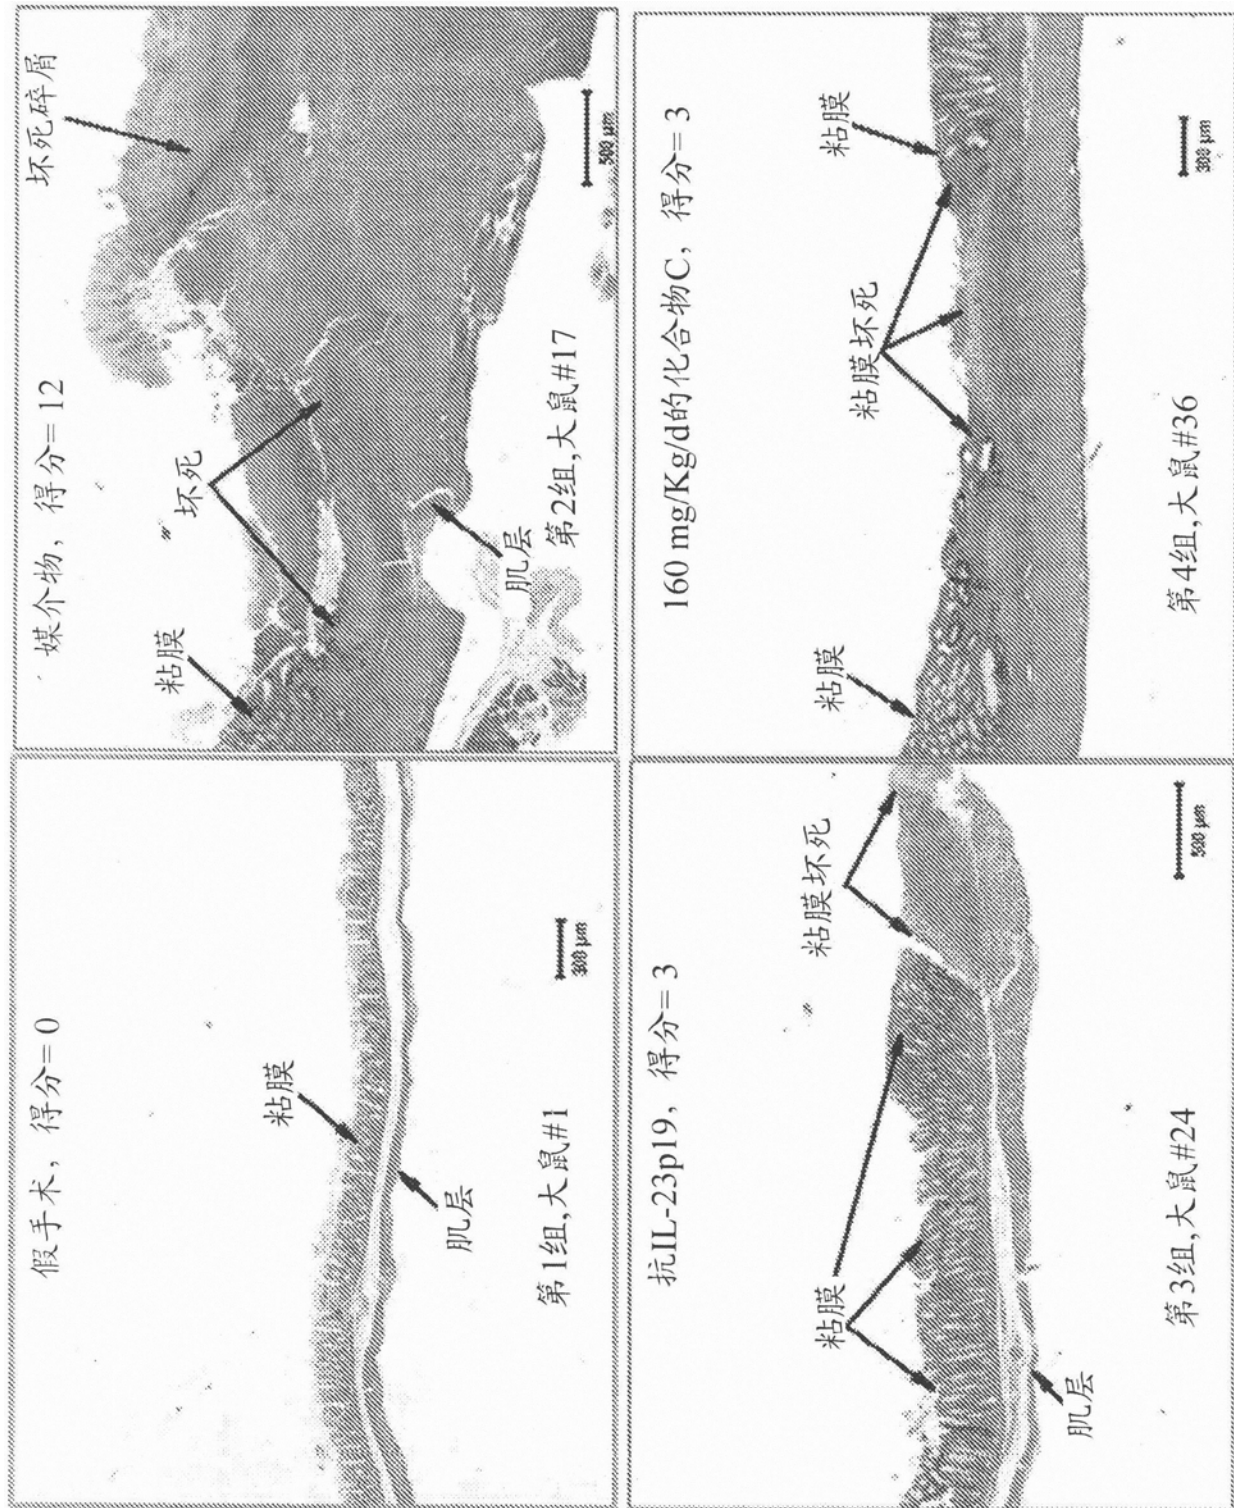 假手术，得分= 0
粘膜
肌层
300 μm
第1组,大鼠#1
媒介物，得分= 12
坏死碎屑
坏死
粘膜
肌层
500 μm
第2组,大鼠#17
抗IL-23p19，得分= 3
粘膜坏死
粘膜
肌层
500 μm
第3组,大鼠#24
160 mg/Kg/d的化合物C，得分= 3
粘膜
粘膜
粘膜坏死
300 μm
第4组,大鼠#36